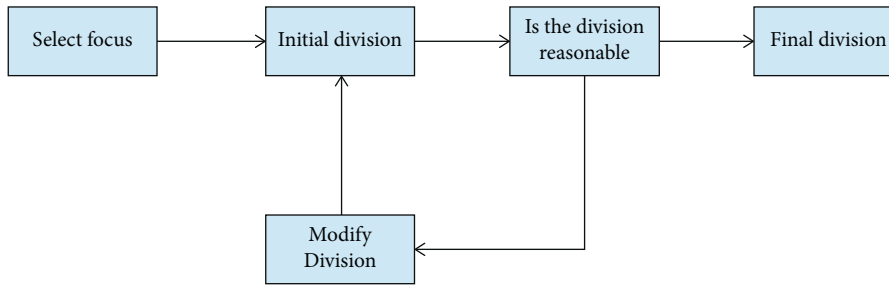 Select focus
Initial division
Is the division
reasonable
Final division
Modify
Division